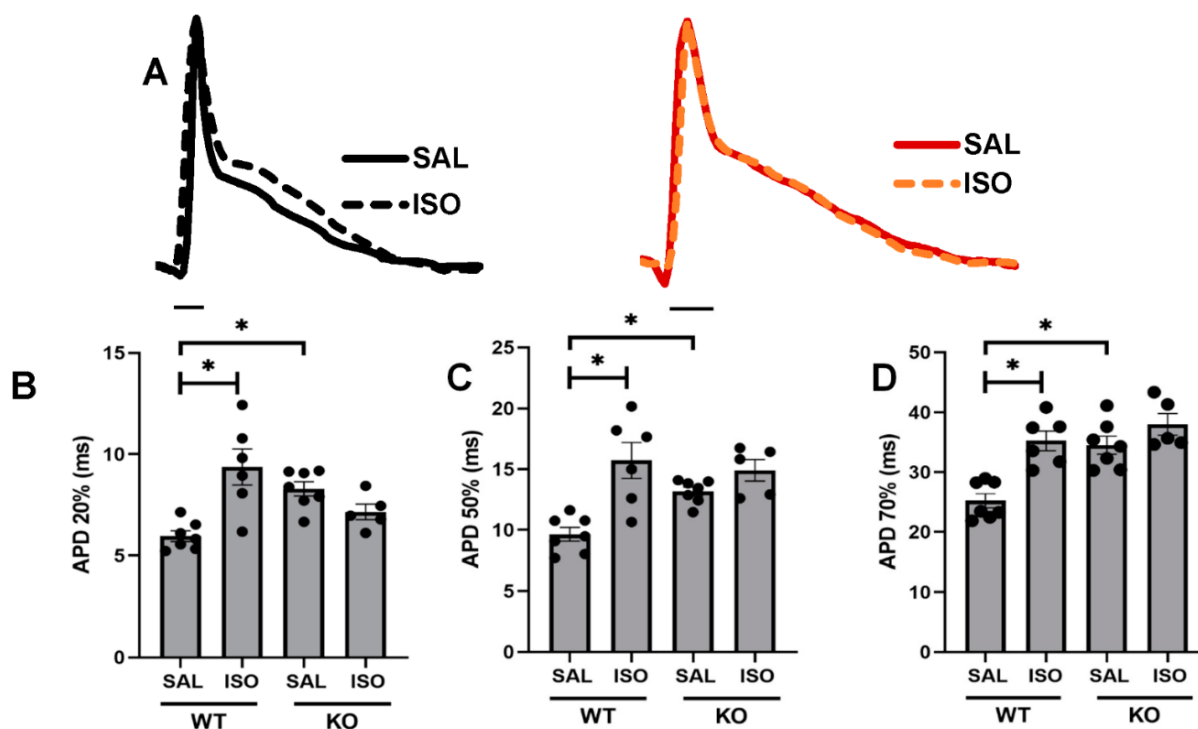 A
SAL
ISO
SAL
ISO
B
APD 20% (ms)
15
10
5
0
*
*
SAL ISO SAL ISO
WT KO
C
APD 50% (ms)
25
20
15
10
5
0
*
*
SAL ISO SAL ISO
WT KO
D
APD 70% (ms)
50
40
30
20
10
0
*
*
SAL ISO SAL ISO
WT KO